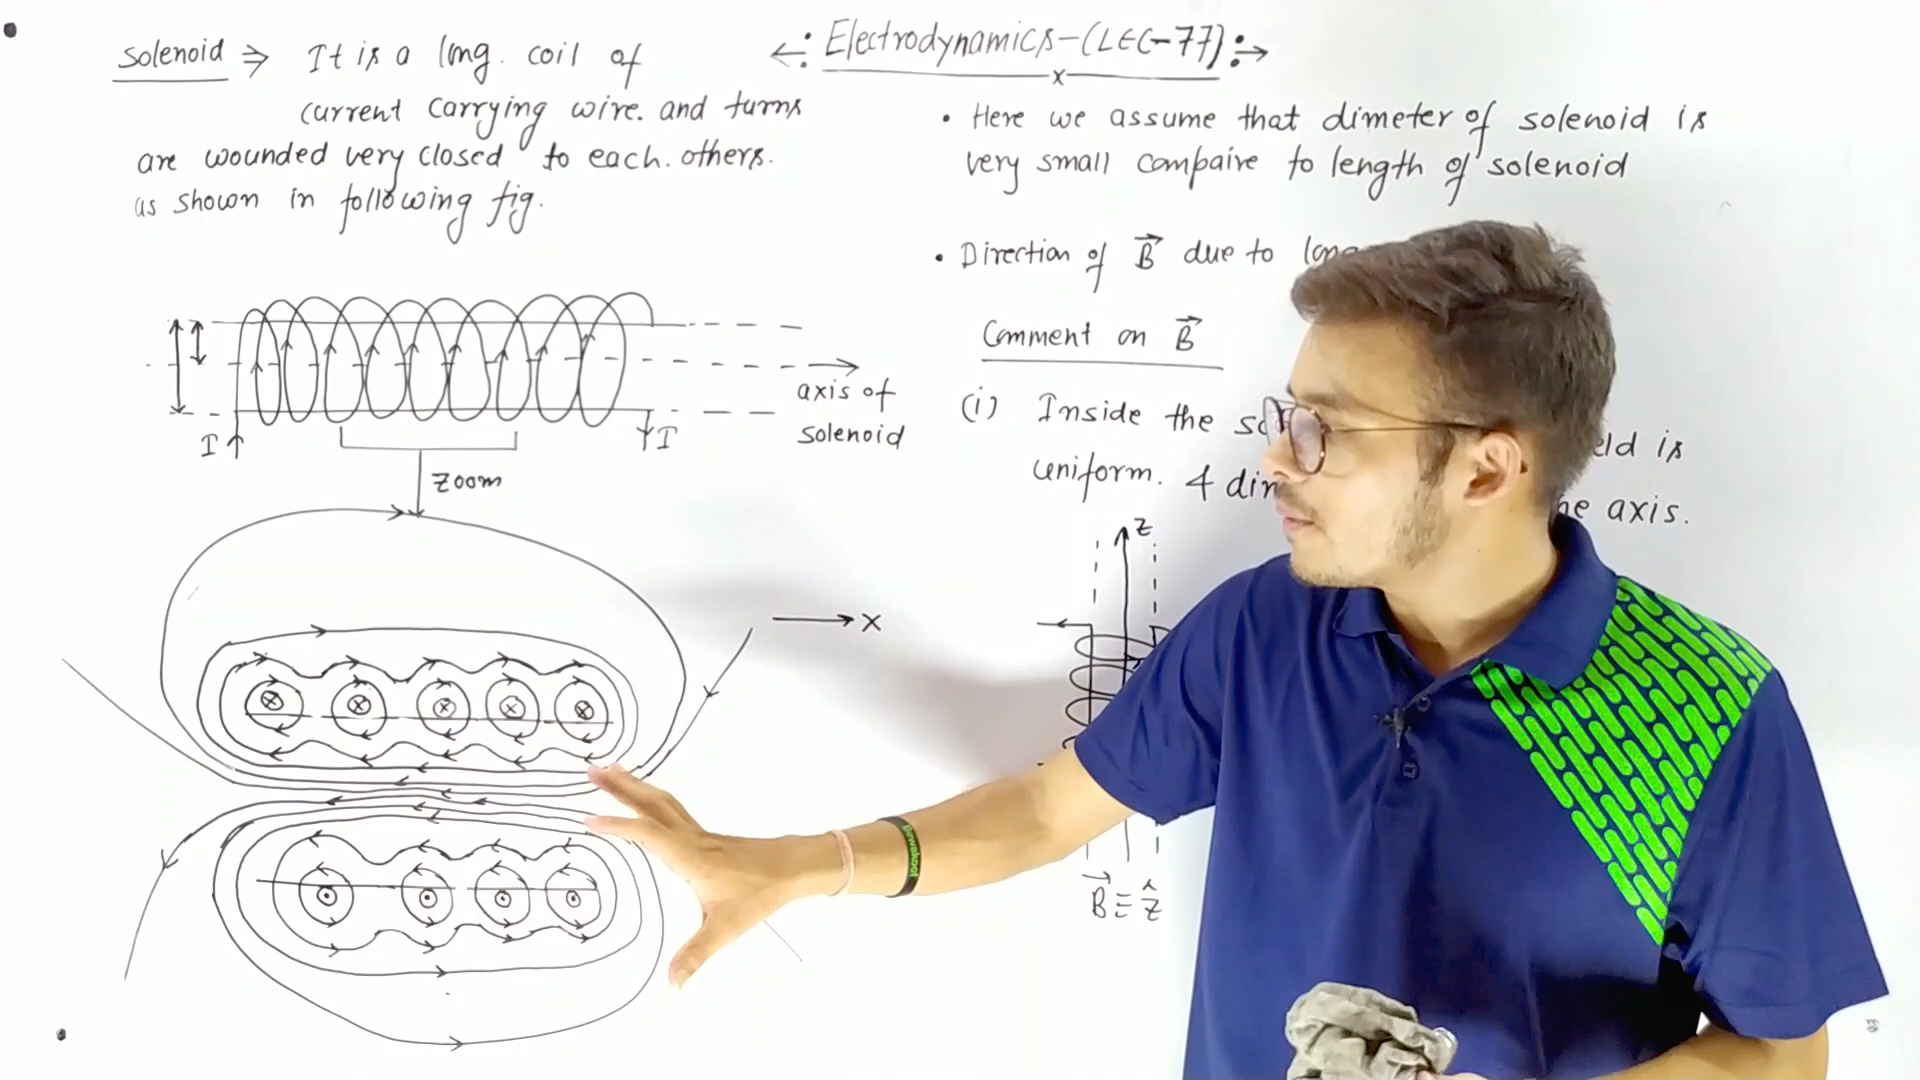 Solenoid ⇒ It is a long. coil of
current carrying wire. and turns
are wounded very closed to each. others.
as shown in following fig.
I
I
axis of
solenoid
Zoom
X
Electrodynamics-(LEC-77)
x
• Here we assume that dimeter of solenoid is
very small compaire to length of solenoid
• Direction of B⃗ due to long
Comment on B⃗
(i) Inside the
is
uniform. 4
axis.
Z
B⃗ ≡ ẑ